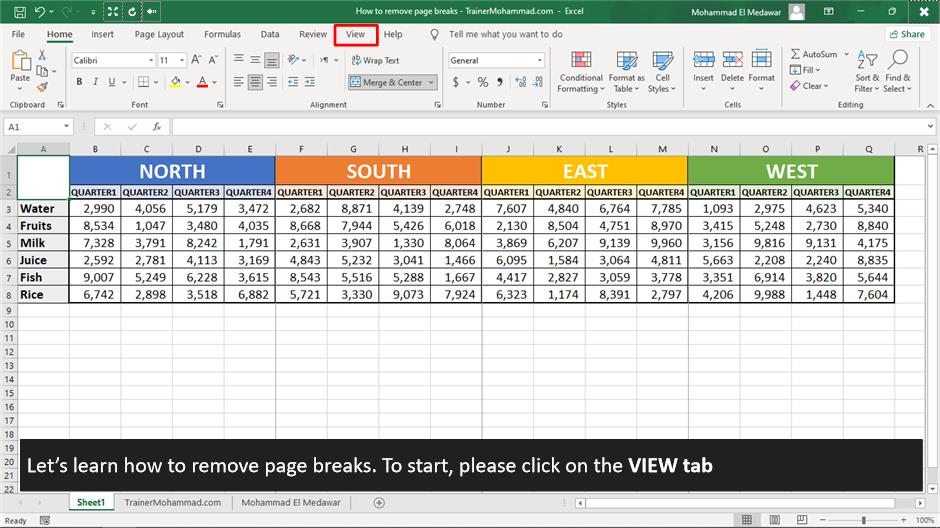 How to remove page breaks - TrainerMohammad.com - Excel
Mohammad El Medawar
File Home Insert Page Layout Formulas Data Review View Help Tell me what you want to do Share
Paste
Clipboard
Calibri 11
B I U A
Font
Wrap Text
Merge & Center
Alignment
General
$ % ,
Number
Conditional Formatting
Format as Table
Cell Styles
Styles
Insert Delete Format
Cells
AutoSum
Fill
Clear
Sort & Filter
Find & Select
Editing
A1 fx
A B C D E F G H I J K L M N O P Q R
1 NORTH SOUTH EAST WEST
2 QUARTER1 QUARTER2 QUARTER3 QUARTER4 QUARTER1 QUARTER2 QUARTER3 QUARTER4 QUARTER1 QUARTER2 QUARTER3 QUARTER4 QUARTER1 QUARTER2 QUARTER3 QUARTER4
3 Water 2,990 4,056 5,179 3,472 2,682 8,871 4,139 2,748 7,607 4,840 6,764 7,785 1,093 2,975 4,623 5,340
4 Fruits 8,534 1,047 3,480 4,035 8,668 7,944 5,426 6,018 2,130 8,504 4,751 8,970 3,415 5,248 2,730 8,840
5 Milk 7,328 3,791 8,242 1,791 2,631 3,907 1,330 8,064 3,869 6,207 9,139 9,960 3,156 9,816 9,131 4,175
6 Juice 2,592 2,781 4,113 3,169 4,843 5,232 3,041 1,466 6,095 1,584 3,064 4,811 5,663 2,208 2,240 8,835
7 Fish 9,007 5,249 6,228 3,615 8,543 5,516 5,288 1,667 4,417 2,827 3,059 3,778 3,351 6,914 3,820 5,644
8 Rice 6,742 2,898 3,518 6,882 5,721 3,330 9,073 7,924 6,323 1,174 8,391 2,797 4,206 9,988 1,448 7,604
9
10
11
12
13
14
15
16
17
18
19
20
21
22
Let’s learn how to remove page breaks. To start, please click on the VIEW tab
Sheet1 TrainerMohammad.com Mohammad El Medawar
Ready 100%